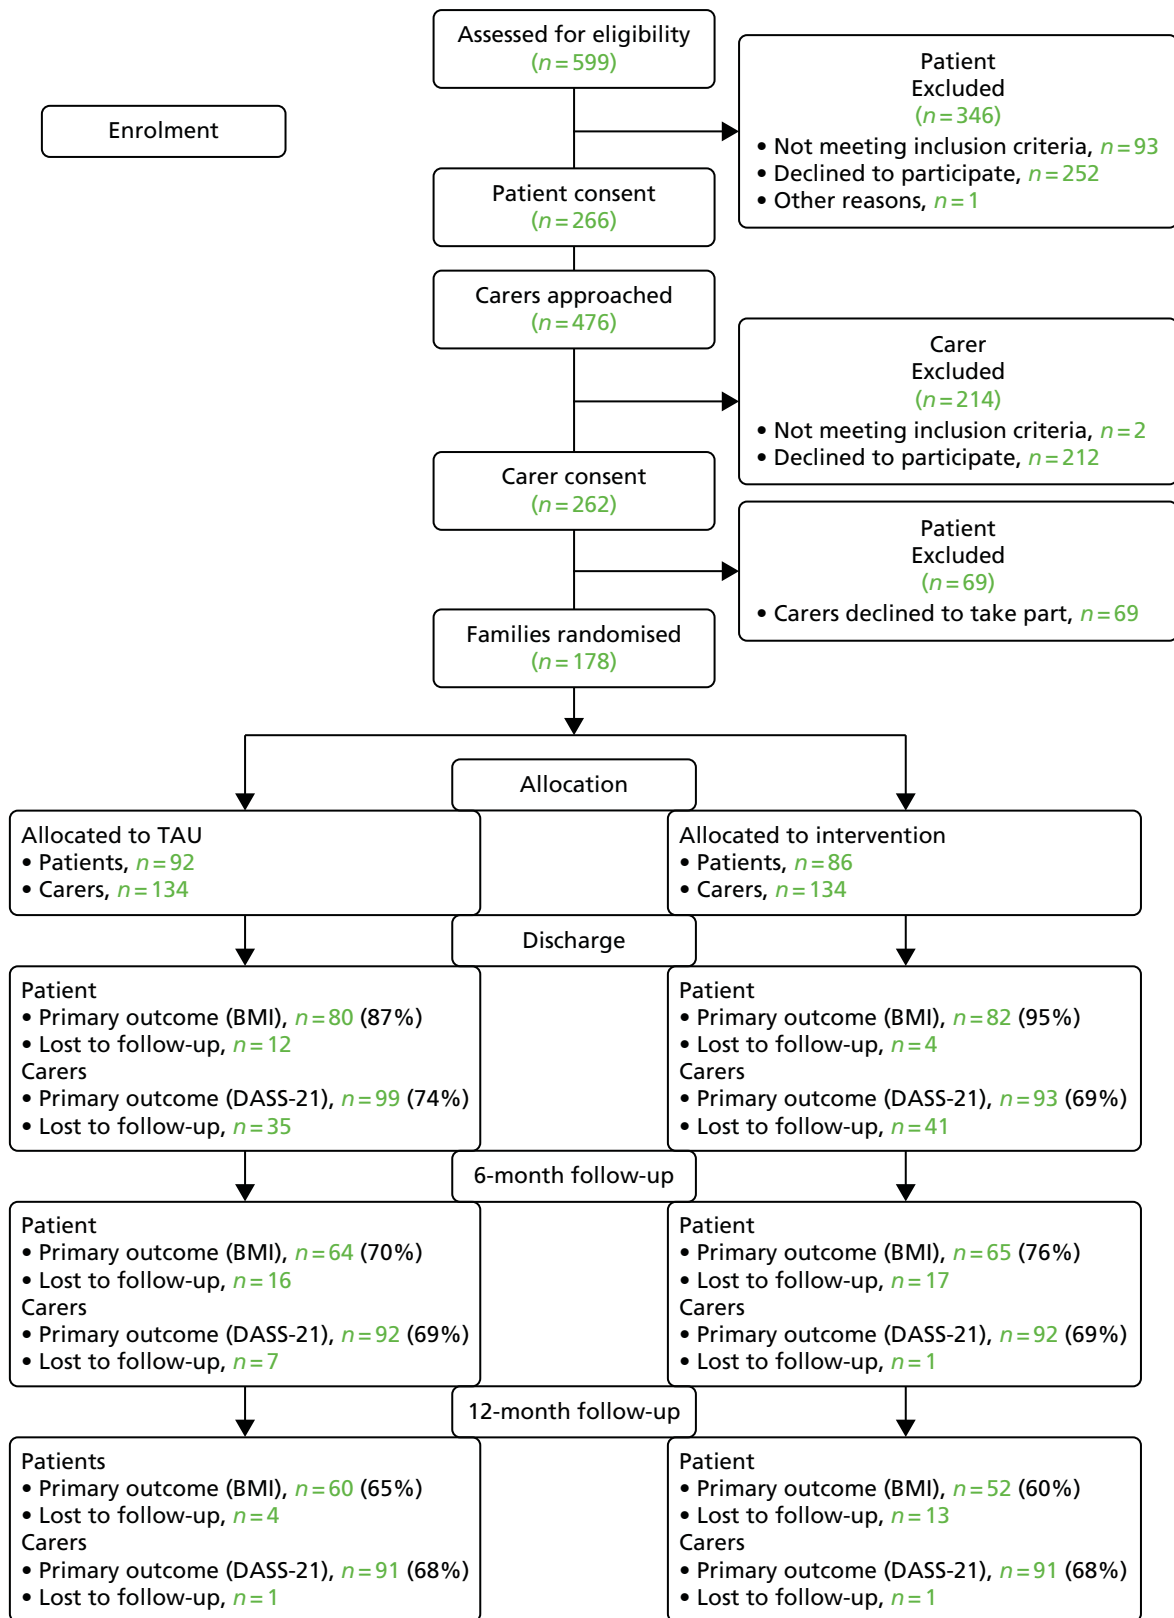 Assessed for eligibility
(n=599)
Patient
Excluded
(n=346)
• Not meeting inclusion criteria, n=93
• Declined to participate, n=252
• Other reasons, n=1
Enrolment
Patient consent
(n=266)
Carers approached
(n=476)
Carer
Excluded
(n=214)
• Not meeting inclusion criteria, n=2
• Declined to participate, n=212
Carer consent
(n=262)
Patient
Excluded
(n=69)
• Carers declined to take part, n=69
Families randomised
(n=178)
Allocation
Allocated to TAU
• Patients, n=92
• Carers, n=134
Allocated to intervention
• Patients, n=86
• Carers, n=134
Discharge
Patient
• Primary outcome (BMI), n=80 (87%)
• Lost to follow-up, n=12
Carers
• Primary outcome (DASS-21), n=99 (74%)
• Lost to follow-up, n=35
Patient
• Primary outcome (BMI), n=82 (95%)
• Lost to follow-up, n=4
Carers
• Primary outcome (DASS-21), n=93 (69%)
• Lost to follow-up, n=41
6-month follow-up
Patient
• Primary outcome (BMI), n=64 (70%)
• Lost to follow-up, n=16
Carers
• Primary outcome (DASS-21), n=92 (69%)
• Lost to follow-up, n=7
Patient
• Primary outcome (BMI), n=65 (76%)
• Lost to follow-up, n=17
Carers
• Primary outcome (DASS-21), n=92 (69%)
• Lost to follow-up, n=1
12-month follow-up
Patients
• Primary outcome (BMI), n=60 (65%)
• Lost to follow-up, n=4
Carers
• Primary outcome (DASS-21), n=91 (68%)
• Lost to follow-up, n=1
Patient
• Primary outcome (BMI), n=52 (60%)
• Lost to follow-up, n=13
Carers
• Primary outcome (DASS-21), n=91 (68%)
• Lost to follow-up, n=1